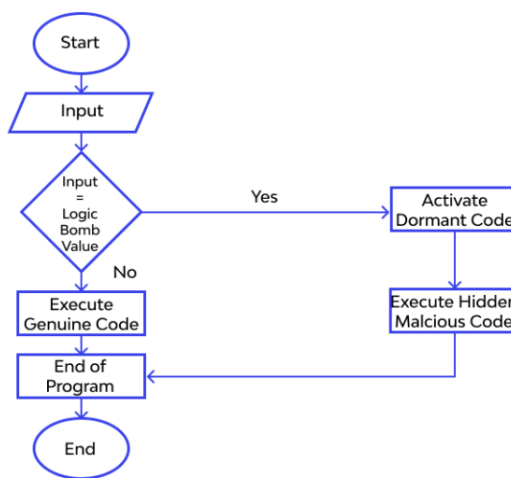 Start
Input
Input
=
Logic
Bomb
Value
Yes
Activate
Dormant Code
No
Execute
Genuine Code
Execute Hidden
Malcious Code
End of
Program
End